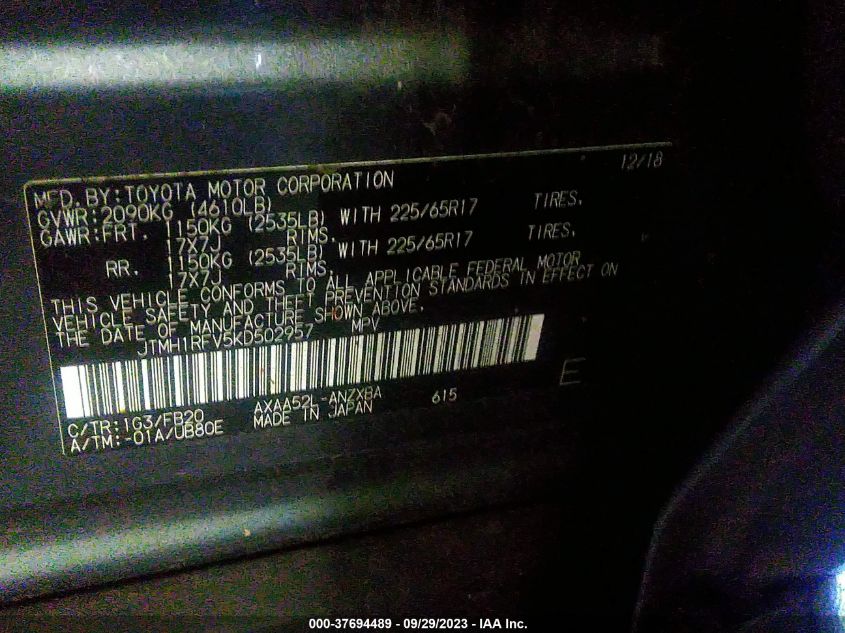 12/18
MFD.BY:TOYOTA MOTOR CORPORATION
GVWR:2090KG (4610LB)
GAWR:FRT. 1150KG (2535LB) WITH 225/65R17 TIRES,
17X7J RIMS.
RR. 1150KG (2535LB) WITH 225/65R17 TIRES,
17X7J RIMS.
THIS VEHICLE CONFORMS TO ALL APPLICABLE FEDERAL MOTOR
VEHICLE SAFETY AND THEFT PREVENTION STANDARDS IN EFFECT ON
THE DATE OF MANUFACTURE SHOWN ABOVE.
JTMH1RFV5KD502957 MPV
E
C/TR:1G3/FB20 AXAA52L-ANZXBA 615
A/TM:-01A/UB80E MADE IN JAPAN
000-37694489 - 09/29/2023 - IAA Inc.